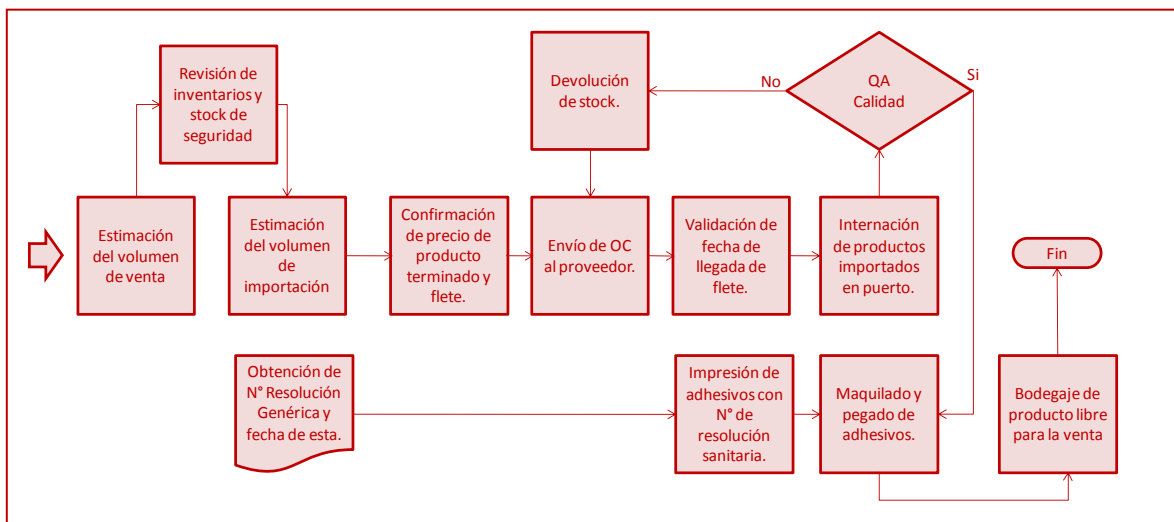 Revisión de
inventarios y
stock de
seguridad
Devolución
de stock.
No
QA
Calidad
Si
Estimación
del volumen
de venta
Estimación
del volumen
de
importación
Confirmación
de precio de
producto
terminado y
flete.
Envío de OC
al proveedor.
Validación de
fecha de
llegada de
flete.
Internación
de productos
importados
en puerto.
Fin
Obtención de
N° Resolución
Genérica y
fecha de esta.
Impresión de
adhesivos con
N° de
resolución
sanitaria.
Maquilado y
pegado de
adhesivos.
Bodegaje de
producto libre
para la venta